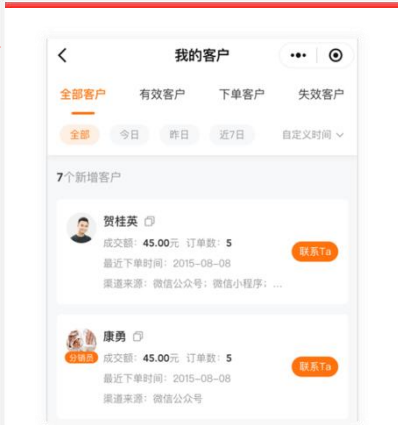 我的客户
全部客户 有效客户 下单客户 失效客户
全部 今日 昨日 近7日 自定义时间
7个新增客户
贺桂英
成交额：45.00元 订单数：5
联系Ta
最近下单时间：2015-08-08
渠道来源：微信公众号；微信小程序；...
康勇
分销员 成交额：45.00元 订单数：5
联系Ta
最近下单时间：2015-08-08
渠道来源：微信公众号